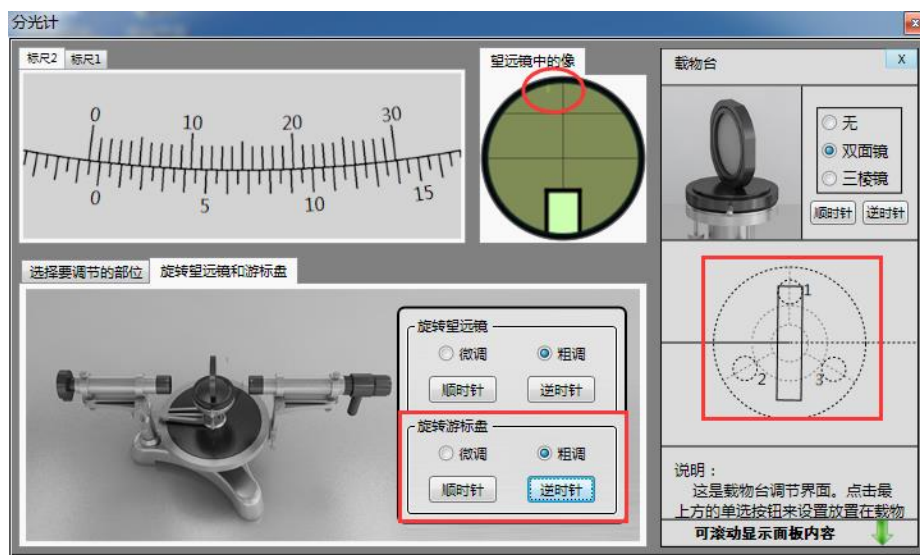 分光计
x
标尺2 标尺1
望远镜中的像
载物台
X
0 10 20 30
0 5 10 15
无
双面镜
三棱镜
顺时针 逆时针
1
2 3
选择要调节的部位 旋转望远镜和游标盘
旋转望远镜
微调 粗调
顺时针 逆时针
旋转游标盘
微调 粗调
顺时针 逆时针
说明：
这是载物台调节界面。点击最
上方的单选按钮来设置放置在载物
可滚动显示面板内容